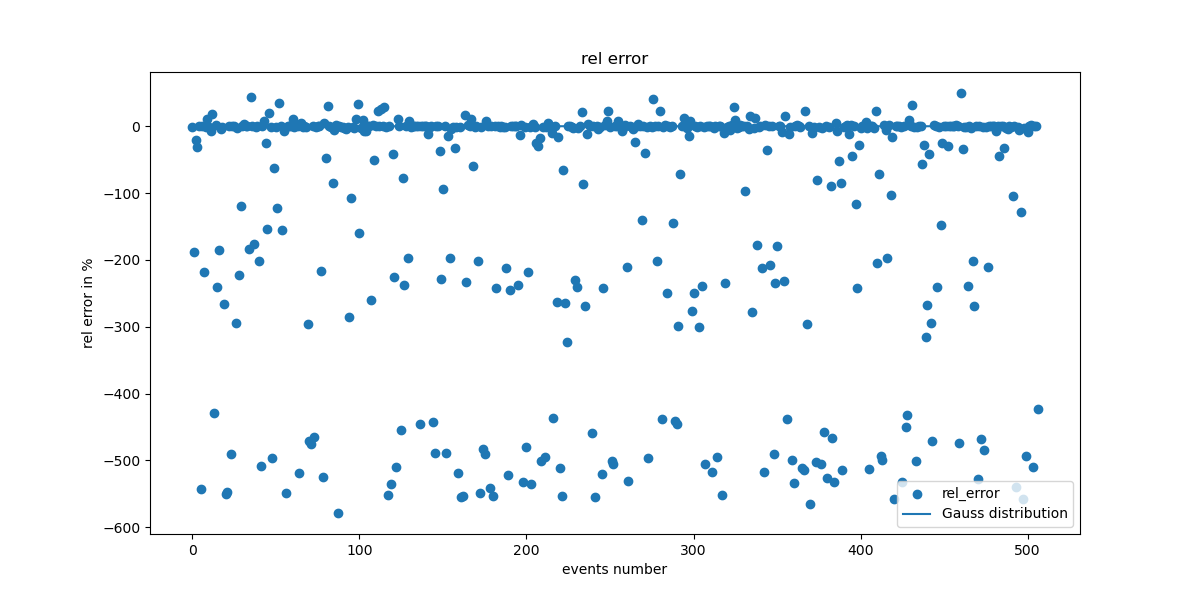 rel error
rel error in %
0
−100
−200
−300
−400
−500
−600
rel_error
Gauss distribution
0
100
200
300
400
500
events number